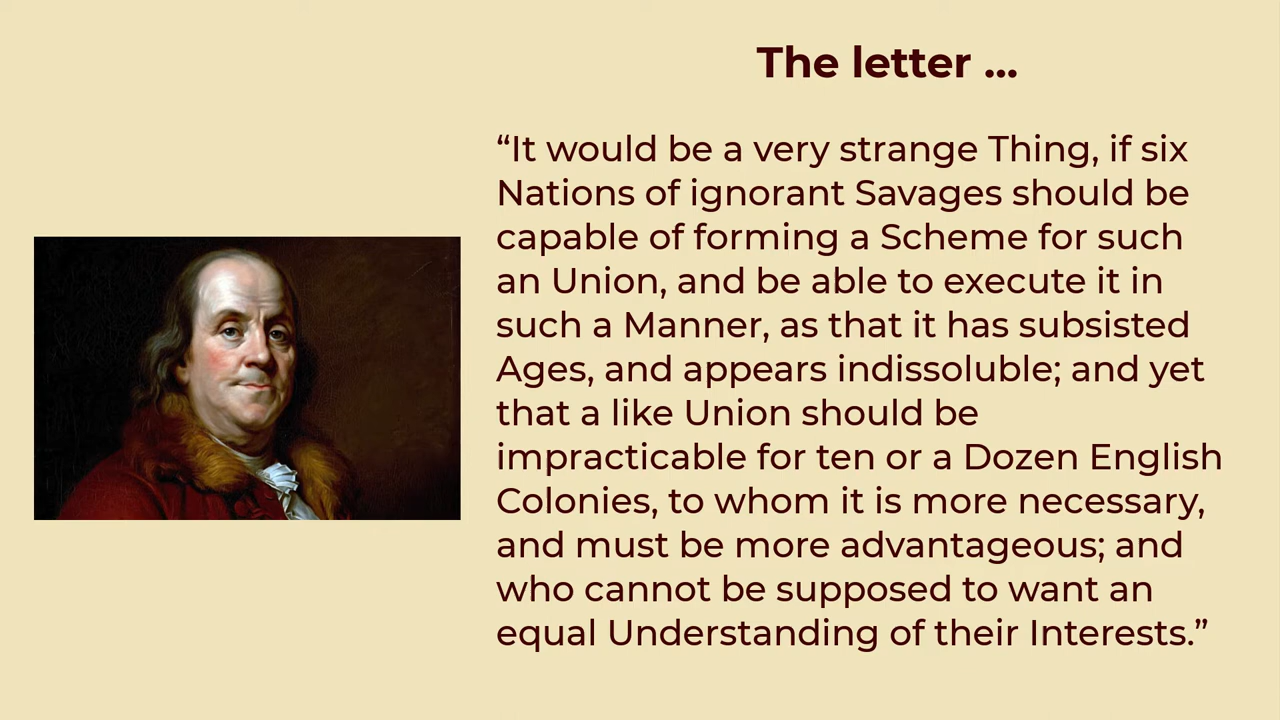 The letter ...
“It would be a very strange Thing, if six
Nations of ignorant Savages should be
capable of forming a Scheme for such
an Union, and be able to execute it in
such a Manner, as that it has subsisted
Ages, and appears indissoluble; and yet
that a like Union should be
impracticable for ten or a Dozen English
Colonies, to whom it is more necessary,
and must be more advantageous; and
who cannot be supposed to want an
equal Understanding of their Interests.”